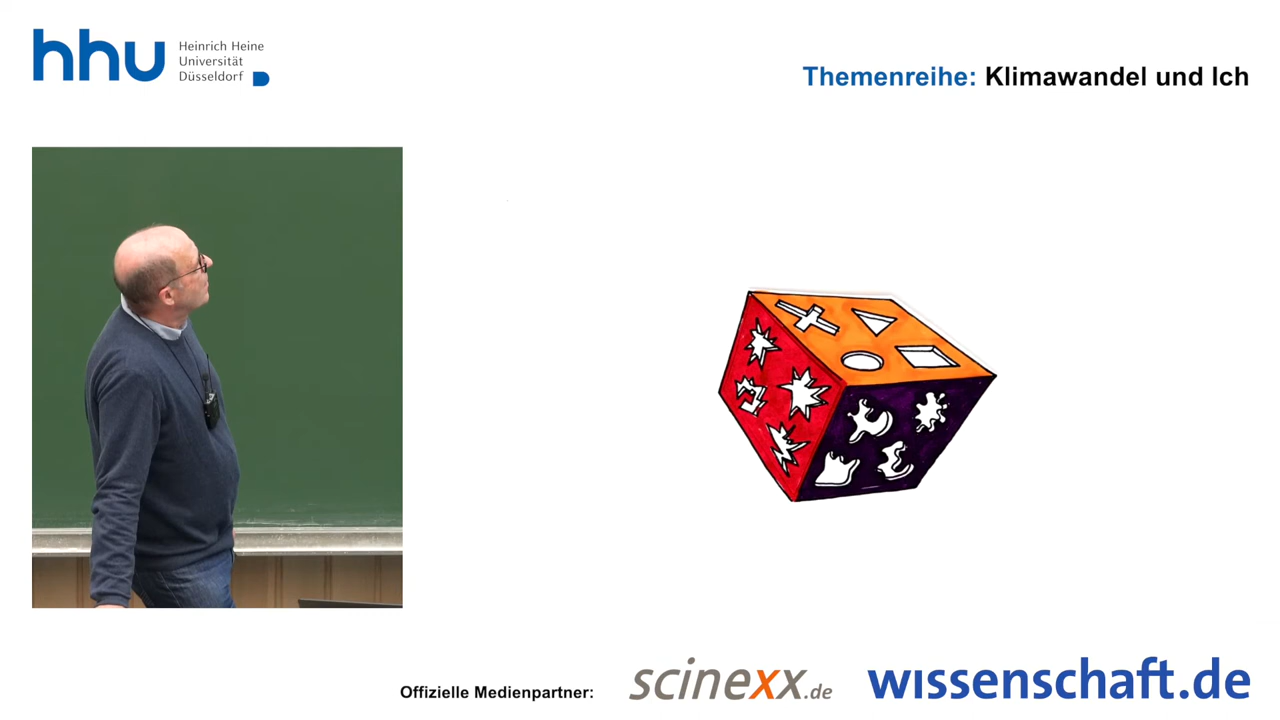 hhu
Heinrich Heine
Universität
Düsseldorf
Themenreihe: Klimawandel und Ich
Offizielle Medienpartner:
scinexx.de
wissenschaft.de